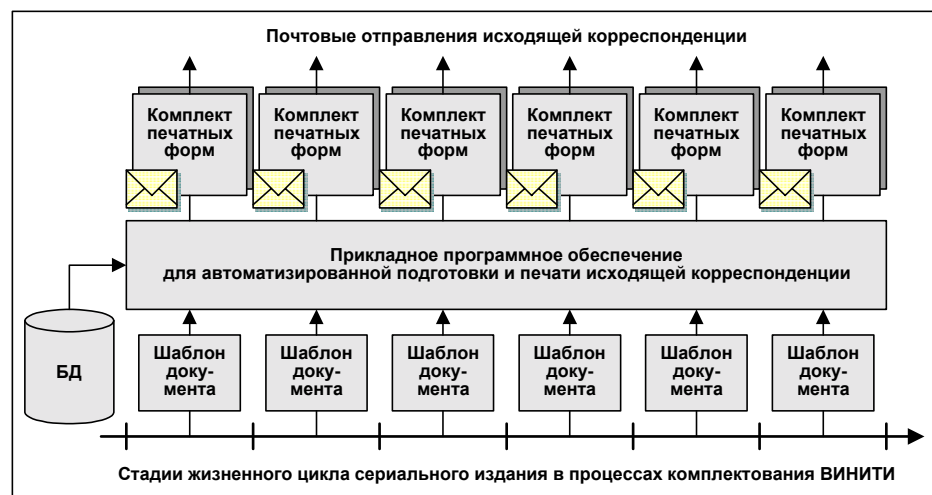 Почтовые отправления исходящей корреспонденции
Комплект
печатных
форм
Комплект
печатных
форм
Комплект
печатных
форм
Комплект
печатных
форм
Комплект
печатных
форм
Комплект
печатных
форм
Прикладное программное обеспечение
для автоматизированной подготовки и печати исходящей корреспонденции
БД
Шаблон
доку-
мента
Шаблон
доку-
мента
Шаблон
доку-
мента
Шаблон
доку-
мента
Шаблон
доку-
мента
Шаблон
доку-
мента
Стадии жизненного цикла сериального издания в процессах комплектования ВИНИТИ